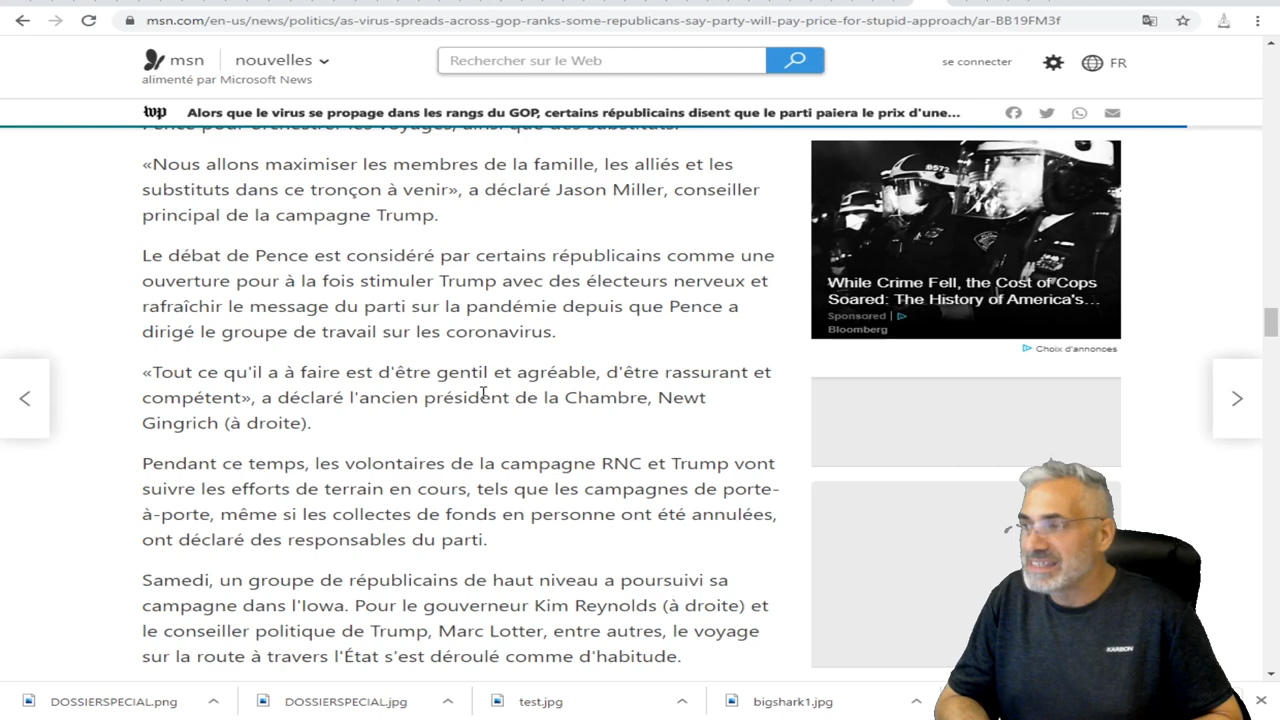 msn.com/en-us/news/politics/as-virus-spreads-across-gop-ranks-some-republicans-say-party-will-pay-price-for-stupid-approach/ar-BB19FM3f
msn nouvelles
alimenté par Microsoft News
Rechercher sur le Web
se connecter
FR
wp Alors que le virus se propage dans les rangs du GOP, certains républicains disent que le parti paiera le prix d'une...
Pence pour orchestrer les voyages, ainsi que des substituts.
«Nous allons maximiser les membres de la famille, les alliés et les
substituts dans ce tronçon à venir», a déclaré Jason Miller, conseiller
principal de la campagne Trump.
Le débat de Pence est considéré par certains républicains comme une
ouverture pour à la fois stimuler Trump avec des électeurs nerveux et
rafraîchir le message du parti sur la pandémie depuis que Pence a
dirigé le groupe de travail sur les coronavirus.
«Tout ce qu'il a à faire est d'être gentil et agréable, d'être rassurant et
compétent», a déclaré l'ancien président de la Chambre, Newt
Gingrich (à droite).
Pendant ce temps, les volontaires de la campagne RNC et Trump vont
suivre les efforts de terrain en cours, tels que les campagnes de porte-
à-porte, même si les collectes de fonds en personne ont été annulées,
ont déclaré des responsables du parti.
Samedi, un groupe de républicains de haut niveau a poursuivi sa
campagne dans l'Iowa. Pour le gouverneur Kim Reynolds (à droite) et
le conseiller politique de Trump, Marc Lotter, entre autres, le voyage
sur la route à travers l'État s'est déroulé comme d'habitude.
B572
While Crime Fell, the Cost of Cops
Soared: The History of America's...
Sponsored |
Bloomberg
Choix d'annonces
KARBON
DOSSIERSPECIAL.png
DOSSIERSPECIAL.jpg
test.jpg
bigshark1.jpg